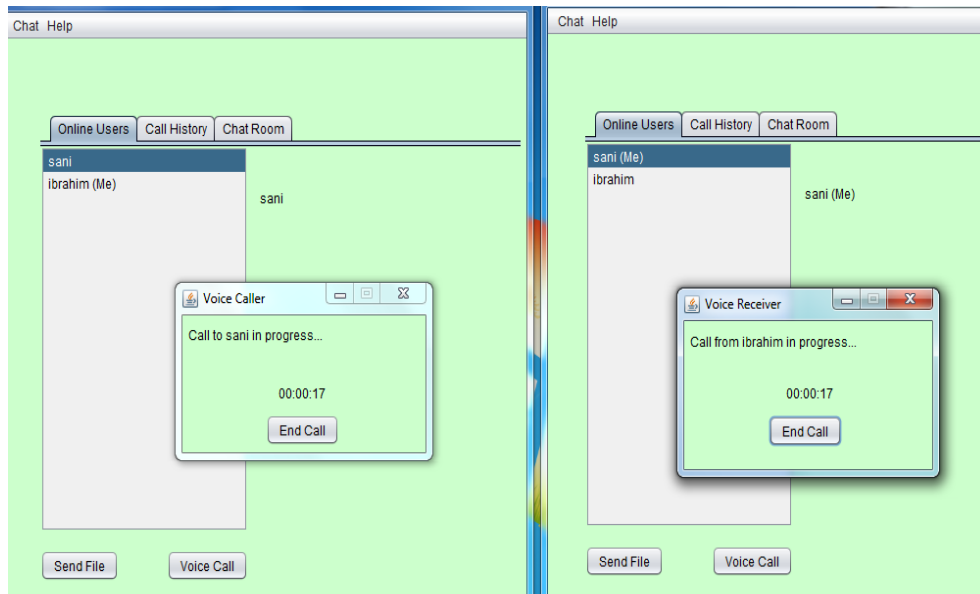 Chat Help
Online Users Call History Chat Room
sani
ibrahim (Me)
sani
Voice Caller
Call to sani in progress...
00:00:17
End Call
Send File Voice Call
Chat Help
Online Users Call History Chat Room
sani (Me)
ibrahim
sani (Me)
Voice Receiver
Call from ibrahim in progress...
00:00:17
End Call
Send File Voice Call